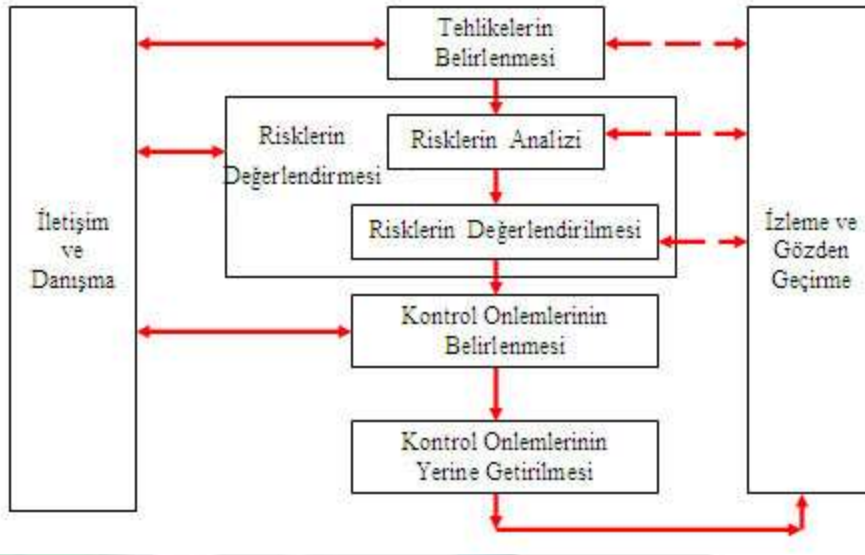 Tehlikelerin
Belirlenmesi
Risklerin
Değerlendirmesi
Risklerin Analizi
Risklerin Değerlendirilmesi
İletişim
ve
Danışma
İzleme ve
Gözden
Geçirme
Kontrol Onlemlerinin
Belirlenmesi
Kontrol Onlemlerinin
Yerine Getirilmesi